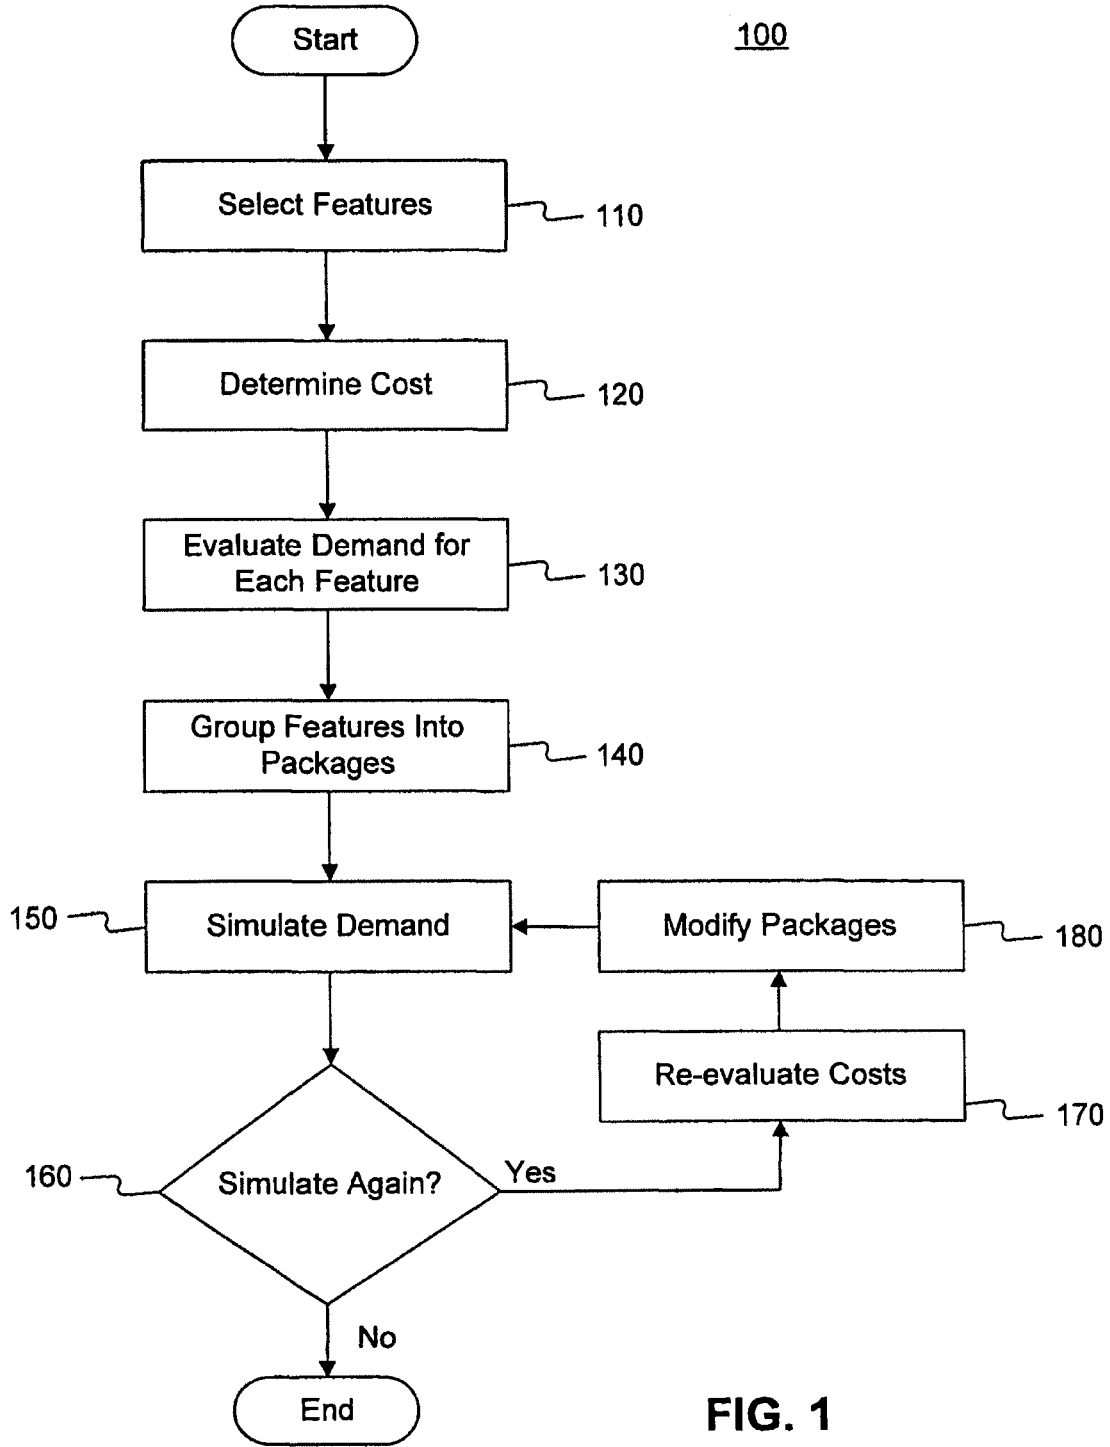 Start
100
Select Features
110
Determine Cost
120
Evaluate Demand for
Each Feature
130
Group Features Into
Packages
140
150
Simulate Demand
Modify Packages
180
Re-evaluate Costs
170
160
Simulate Again?
Yes
No
End
FIG. 1